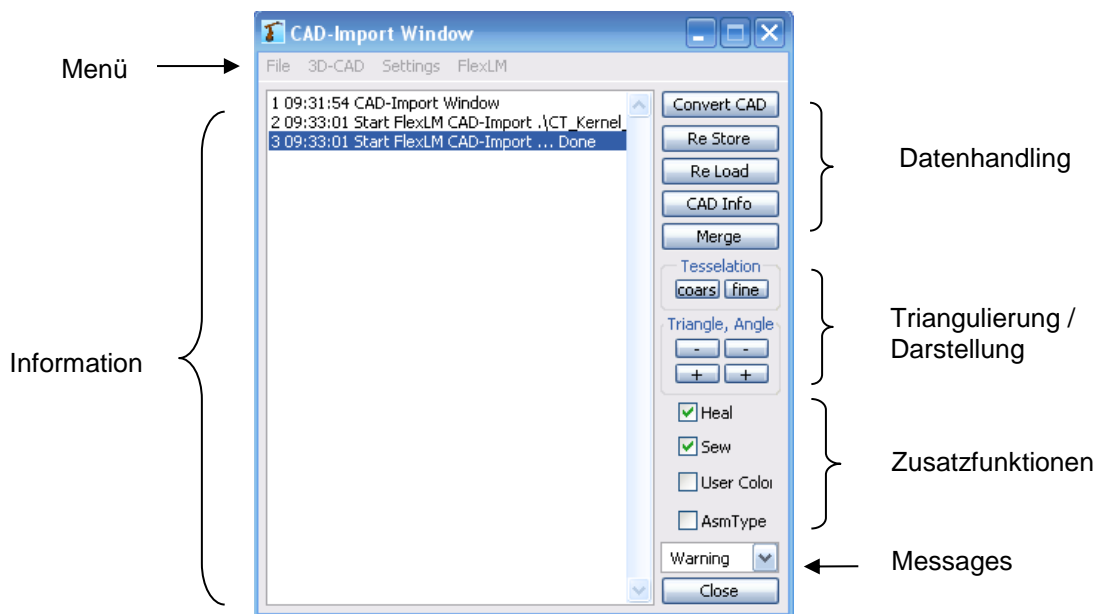 CAD-Import Window
Menü
File 3D-CAD Settings FlexLM
1 09:31:54 CAD-Import Window
2 09:33:01 Start FlexLM CAD-Import .\CT_Kernel_
3 09:33:01 Start FlexLM CAD-Import ... Done
Convert CAD
Re Store
Re Load
CAD Info
Merge
Datenhandling
Tesselation
coars fine
Triangle, Angle
- -
+ +
Triangulierung /
Darstellung
Information
Heal
Sew
User Color
AsmType
Zusatzfunktionen
Warning
Messages
Close